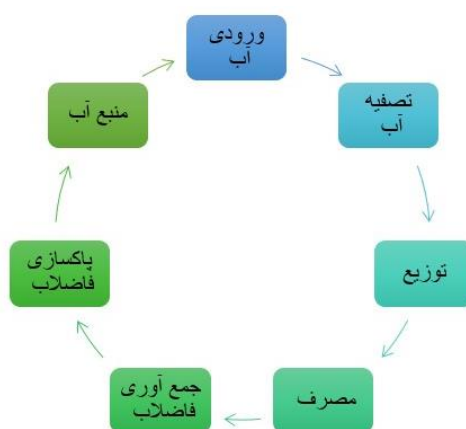 ورودی
آب
تصفیه
آب
توزیع
مصرف
جمع آوری
فاضلاب
پاکسازی
فاضلاب
منبع آب